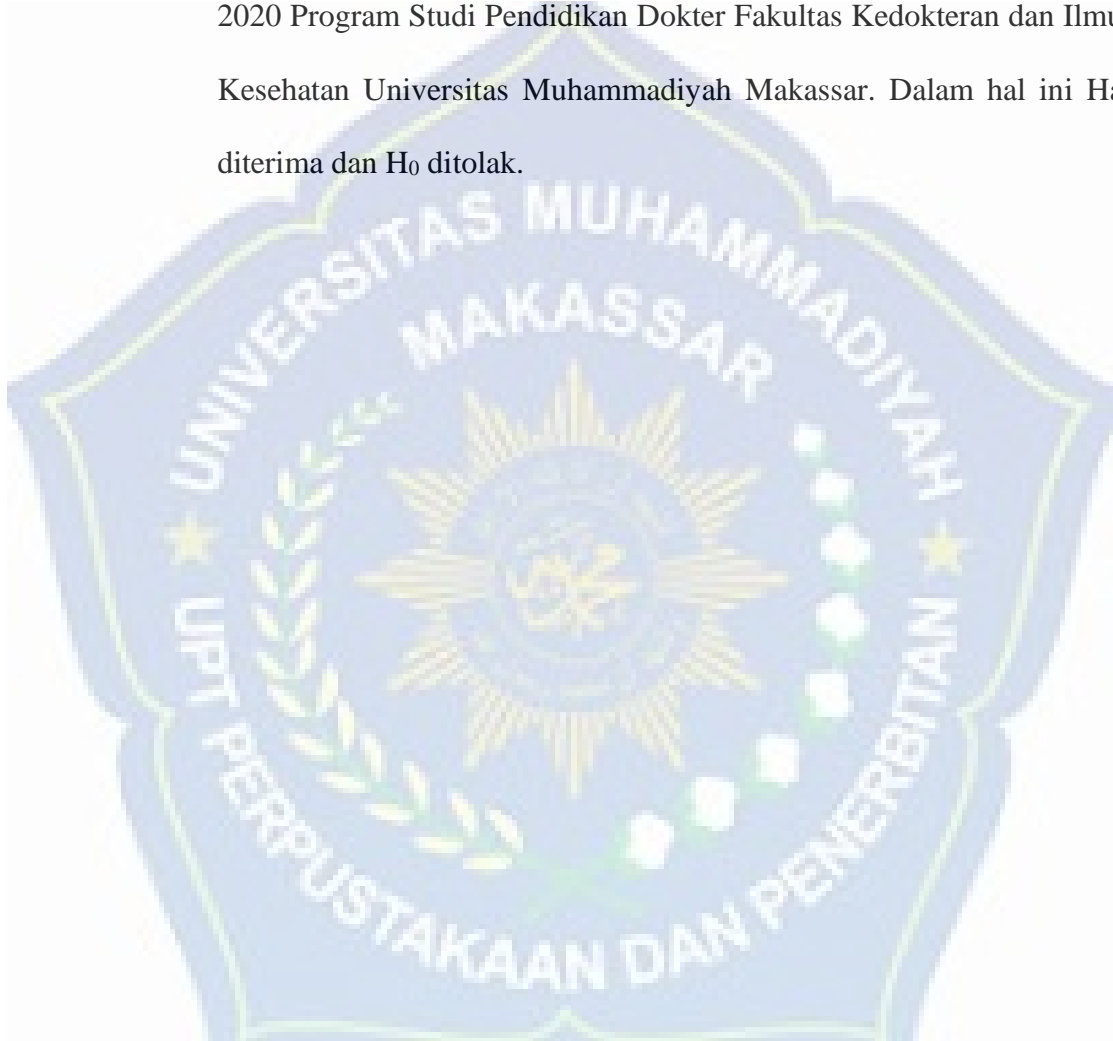 2020 Program Studi Pendidikan Dokter Fakultas Kedokteran dan Ilmu
Kesehatan Universitas Muhammadiyah Makassar. Dalam hal ini Ha
diterima dan H₀ ditolak.
UNIVERSITAS MUHAMMADIYAH
MAKASSAR
UPT PERPUSTAKAAN DAN PENERBITAN